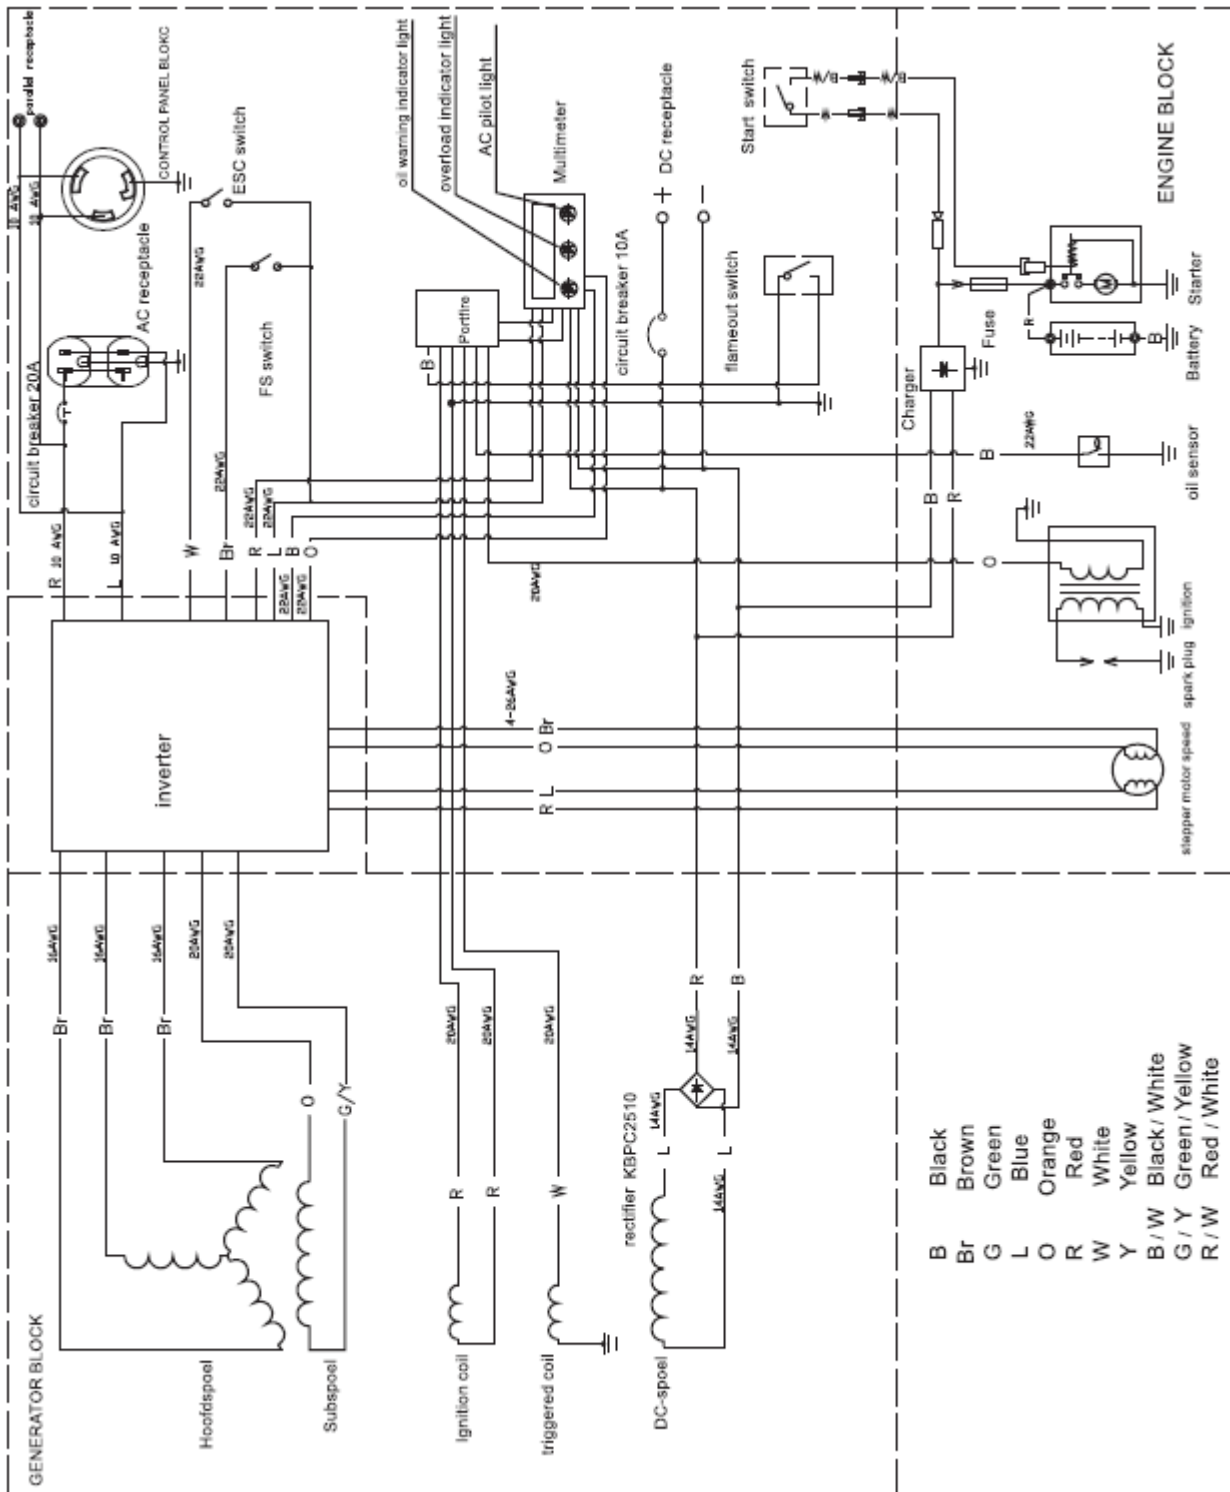 parallel receptacle
CONTROL PANEL BLOKC
10 AWG
10 AWG
ESC switch
AC receptacle
circuit breaker 20A
FS switch
22AWG
22AWG
22AWG
22AWG
22AWG
22AWG
R
10 AWG
L
10 AWG
W
Br
R
L
B
O
oil warning indicator light
overload indicator light
AC pilot light
Multimeter
Portfire
B
circuit breaker 10A
+ DC receptacle
−
flameout switch
Start switch
B/W
B/W
ENGINE BLOCK
Starter
M
R
Fuse
Battery
B
Charger
B
R
B
22AWG
oil sensor
20AWG
O
ignition
spark plug
inverter
4-26AWG
Br
O
L
R
stepper motor speed
GENERATOR BLOCK
16AWG
16AWG
16AWG
20AWG
20AWG
Br
Br
Br
O
G/Y
Hoofdspoel
Subspoel
20AWG
20AWG
20AWG
R
R
W
Ignition coil
triggered coil
R
B
14AWG
14AWG
14AWG
14AWG
L
L
rectifier KBPC2510
DC-spoel
B Black
Br Brown
G Green
L Blue
O Orange
R Red
W White
Y Yellow
B/W Black/White
G/Y Green/Yellow
R/W Red/White